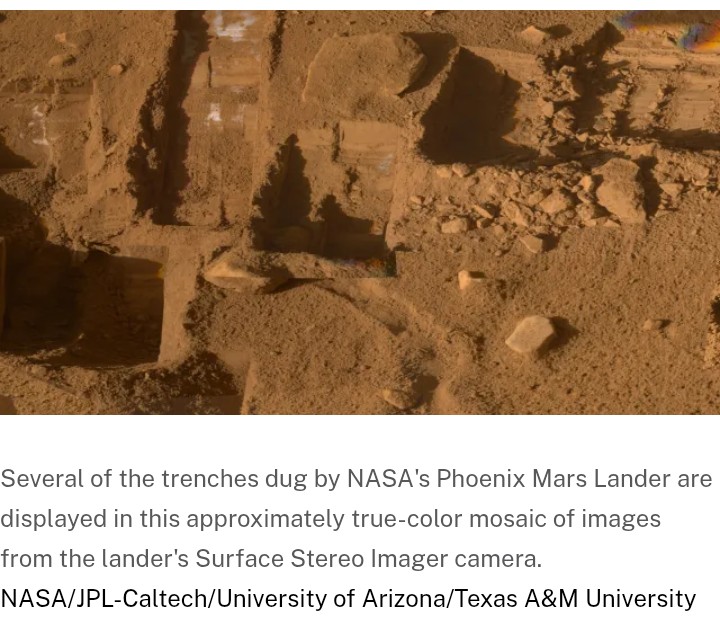 Several of the trenches dug by NASA's Phoenix Mars Lander are
displayed in this approximately true-color mosaic of images
from the lander's Surface Stereo Imager camera.
NASA/JPL-Caltech/University of Arizona/Texas A&M University